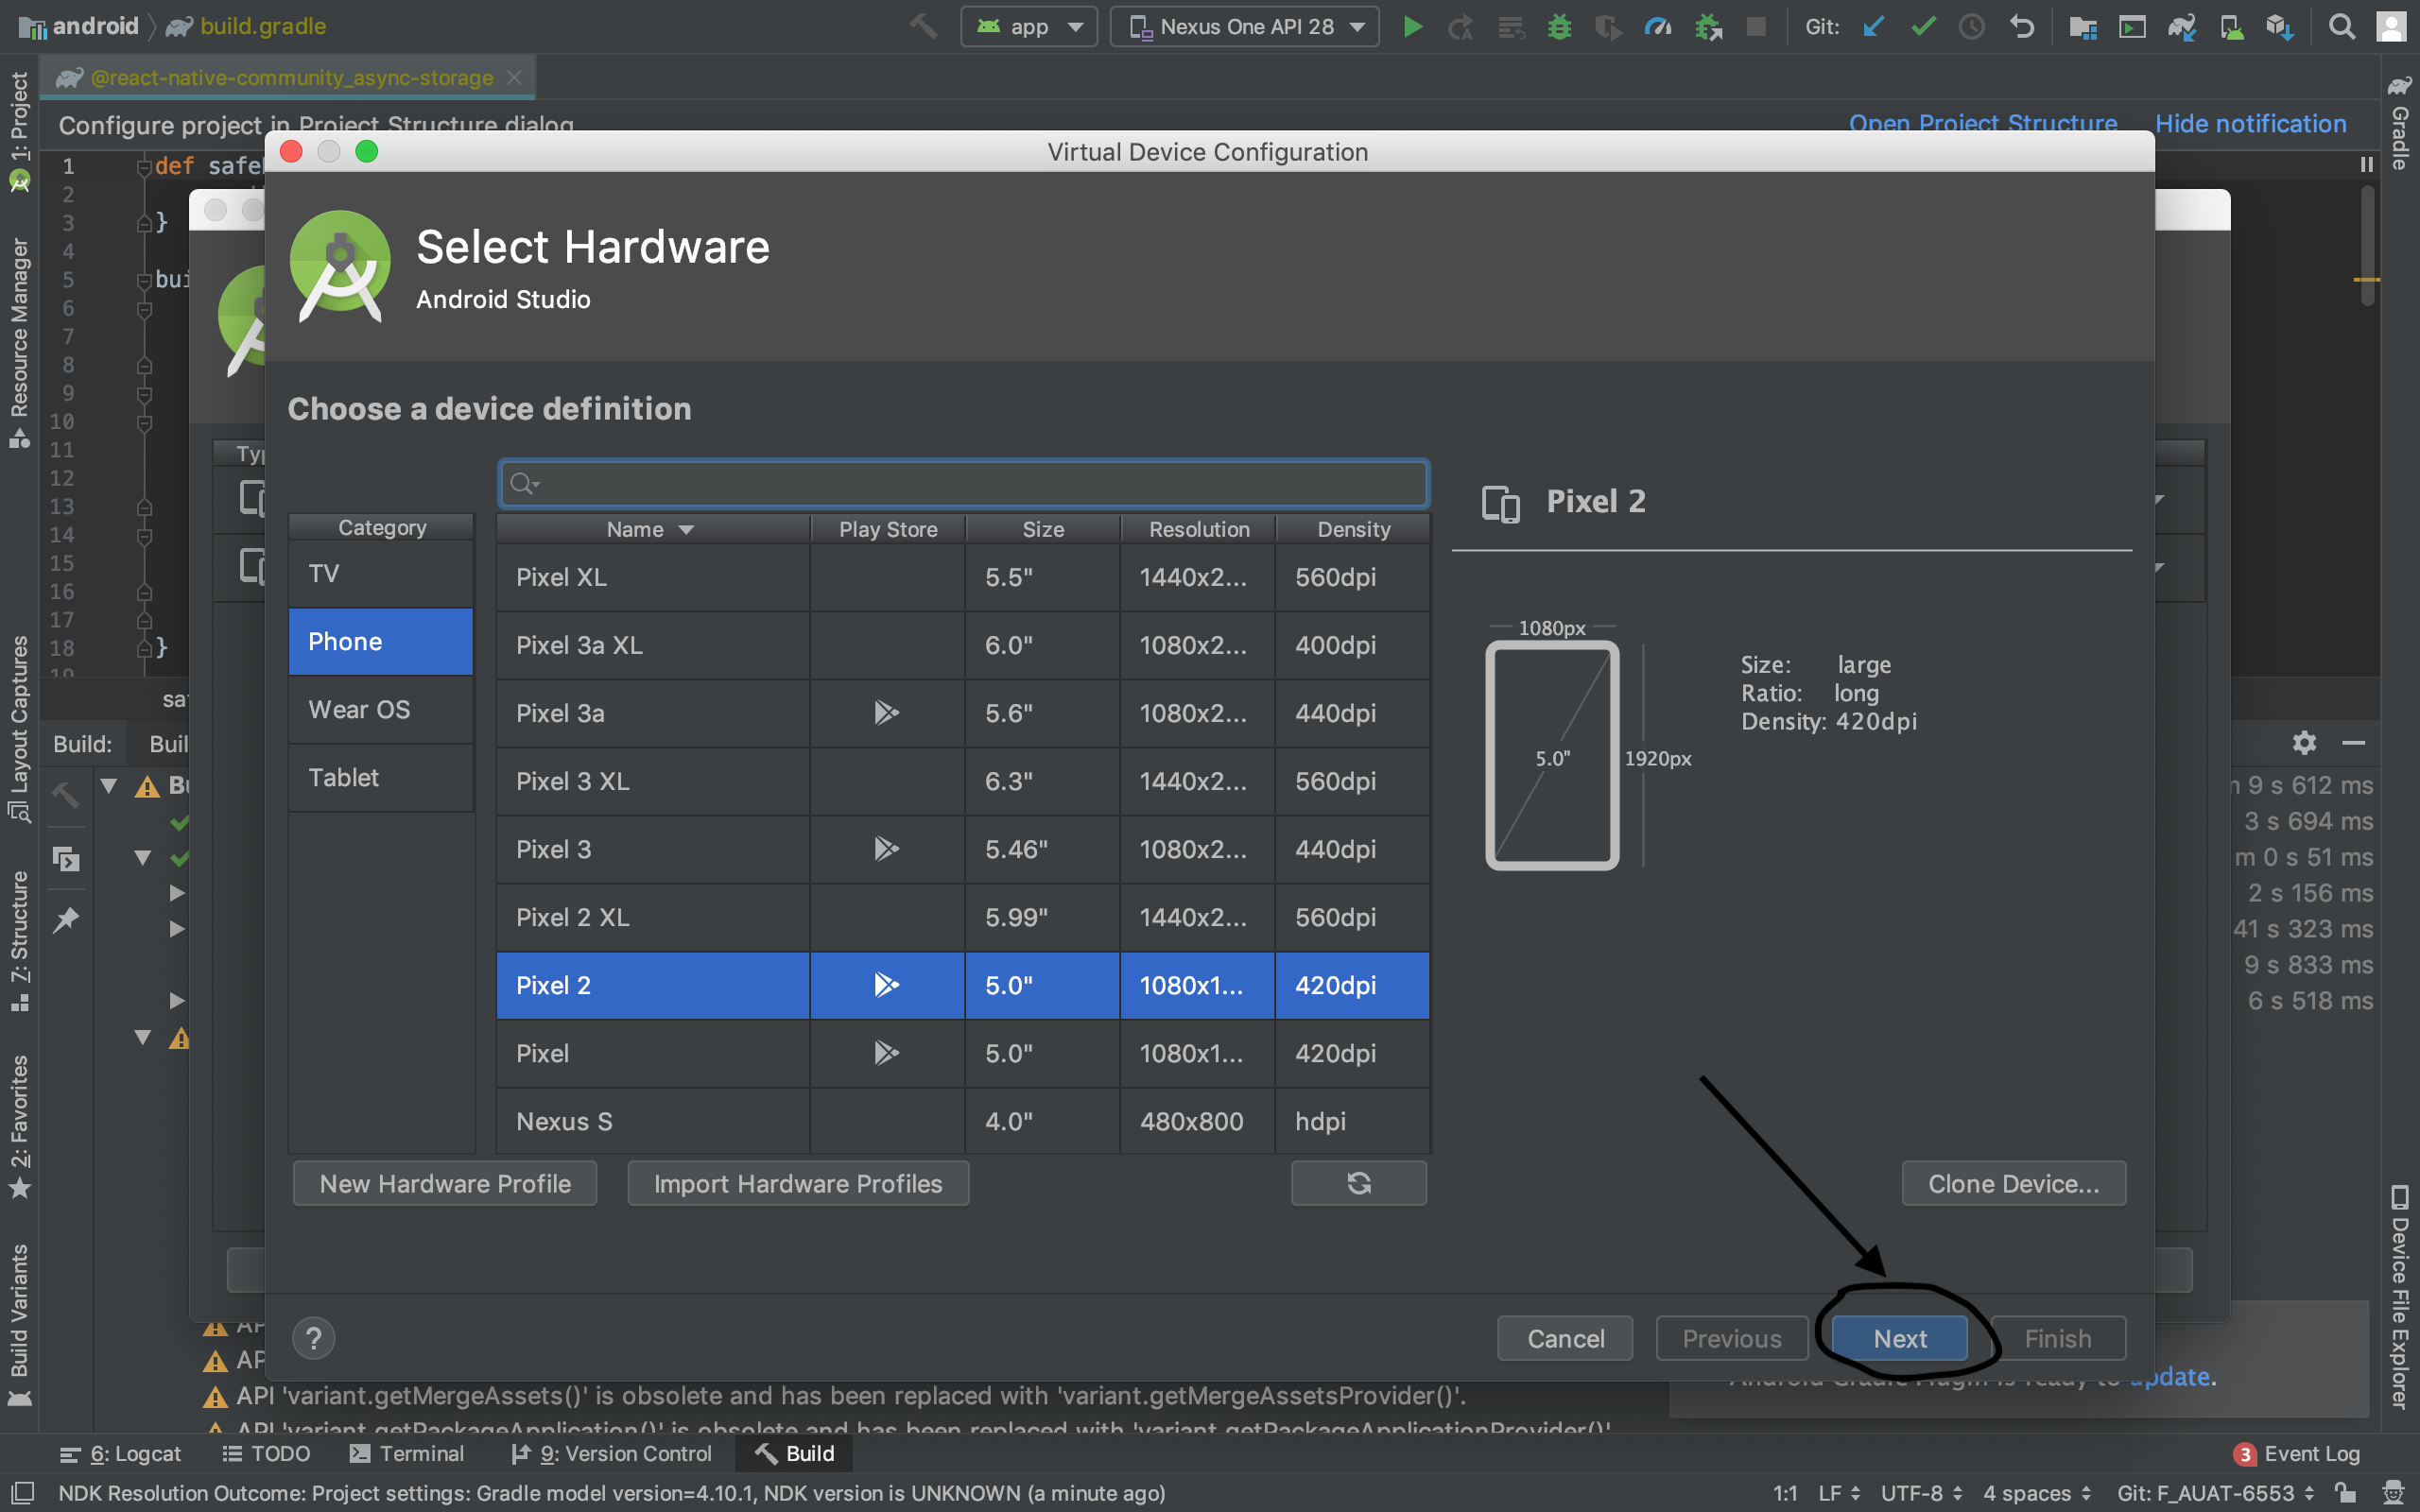 android build.gradle app Nexus One API 28 Git:
@react-native-community_async-storage
Configure project in Project Structure dialog Open Project Structure Hide notification
Virtual Device Configuration
Select Hardware
Android Studio
Choose a device definition
Category
TV
Phone
Wear OS
Tablet
Name Play Store Size Resolution Density
Pixel XL 5.5" 1440x2... 560dpi
Pixel 3a XL 6.0" 1080x2... 400dpi
Pixel 3a 5.6" 1080x2... 440dpi
Pixel 3 XL 6.3" 1440x2... 560dpi
Pixel 3 5.46" 1080x2... 440dpi
Pixel 2 XL 5.99" 1440x2... 560dpi
Pixel 2 5.0" 1080x1... 420dpi
Pixel 5.0" 1080x1... 420dpi
Nexus S 4.0" 480x800 hdpi
Pixel 2
1080px
5.0"
1920px
Size: large
Ratio: long
Density: 420dpi
New Hardware Profile Import Hardware Profiles Clone Device...
? Cancel Previous Next Finish
1: Project
Resource Manager
Layout Captures
7: Structure
2: Favorites
Build Variants
1 def
2
3 }
4
5
6
7
8
9
10
11
12
13
14
15
16
17
18 }
19
Build:
9 s 612 ms
3 s 694 ms
m 0 s 51 ms
2 s 156 ms
41 s 323 ms
9 s 833 ms
6 s 518 ms
Gradle
Device File Explorer
API 'variant.getMergeAssets()' is obsolete and has been replaced with 'variant.getMergeAssetsProvider()'.
API 'variant.getPackageApplication()' is obsolete and has been replaced with 'variant.getPackageApplicationProvider()'
Android Gradle Plugin is ready to update.
6: Logcat TODO Terminal 9: Version Control Build 3 Event Log
NDK Resolution Outcome: Project settings: Gradle model version=4.10.1, NDK version is UNKNOWN (a minute ago) 1:1 LF UTF-8 4 spaces Git: F_AUAT-6553